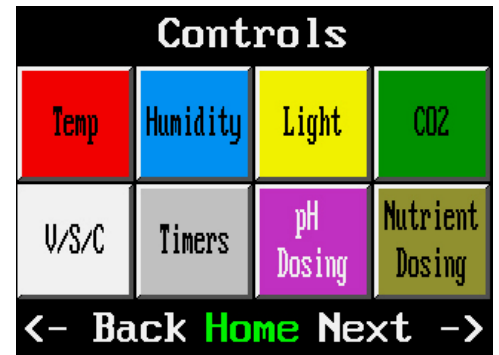 Controls
Temp Humidity Light CO2
V/S/C Timers pH Dosing Nutrient Dosing
<- Back Home Next ->